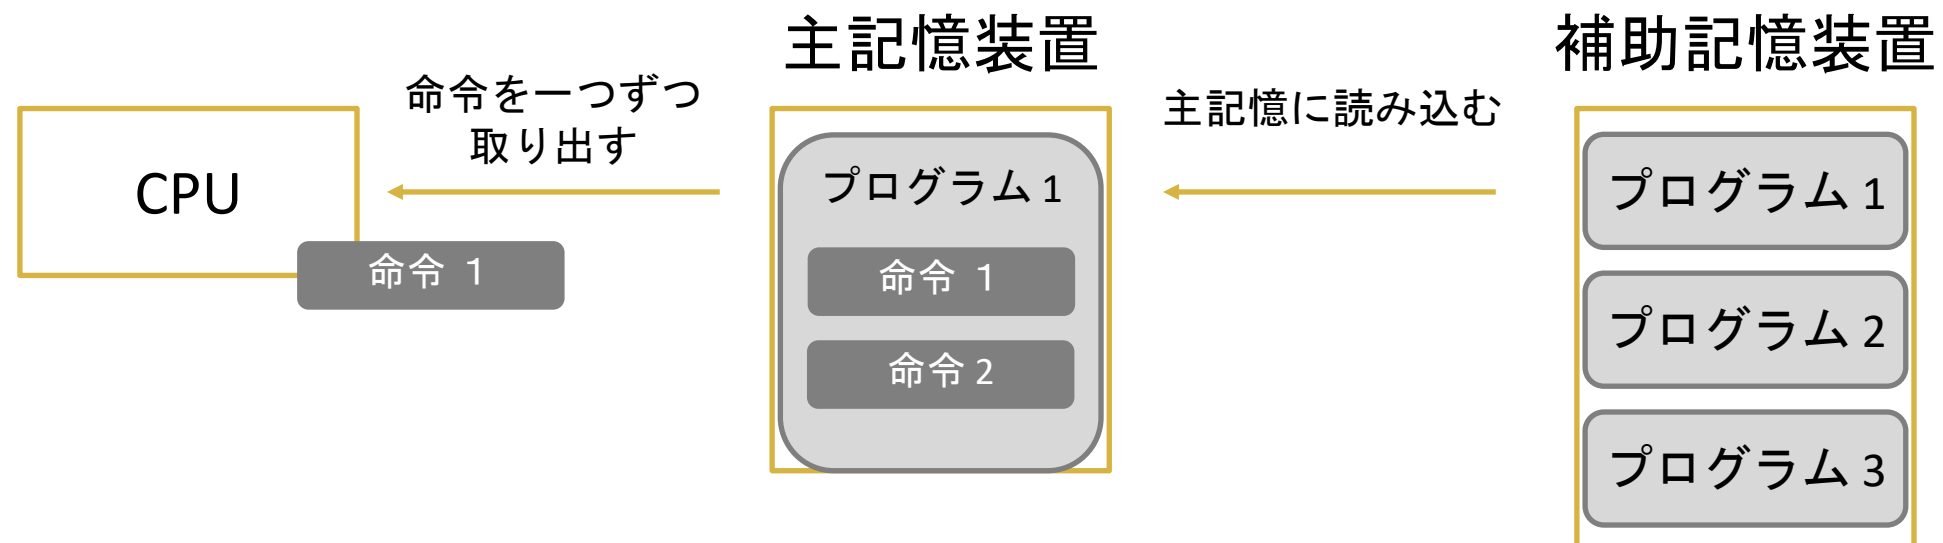 主記憶装置
補助記憶装置
命令を一つずつ
取り出す
主記憶に読み込む
CPU
命令 1
プログラム 1
命令 1
命令 2
プログラム 1
プログラム 2
プログラム 3